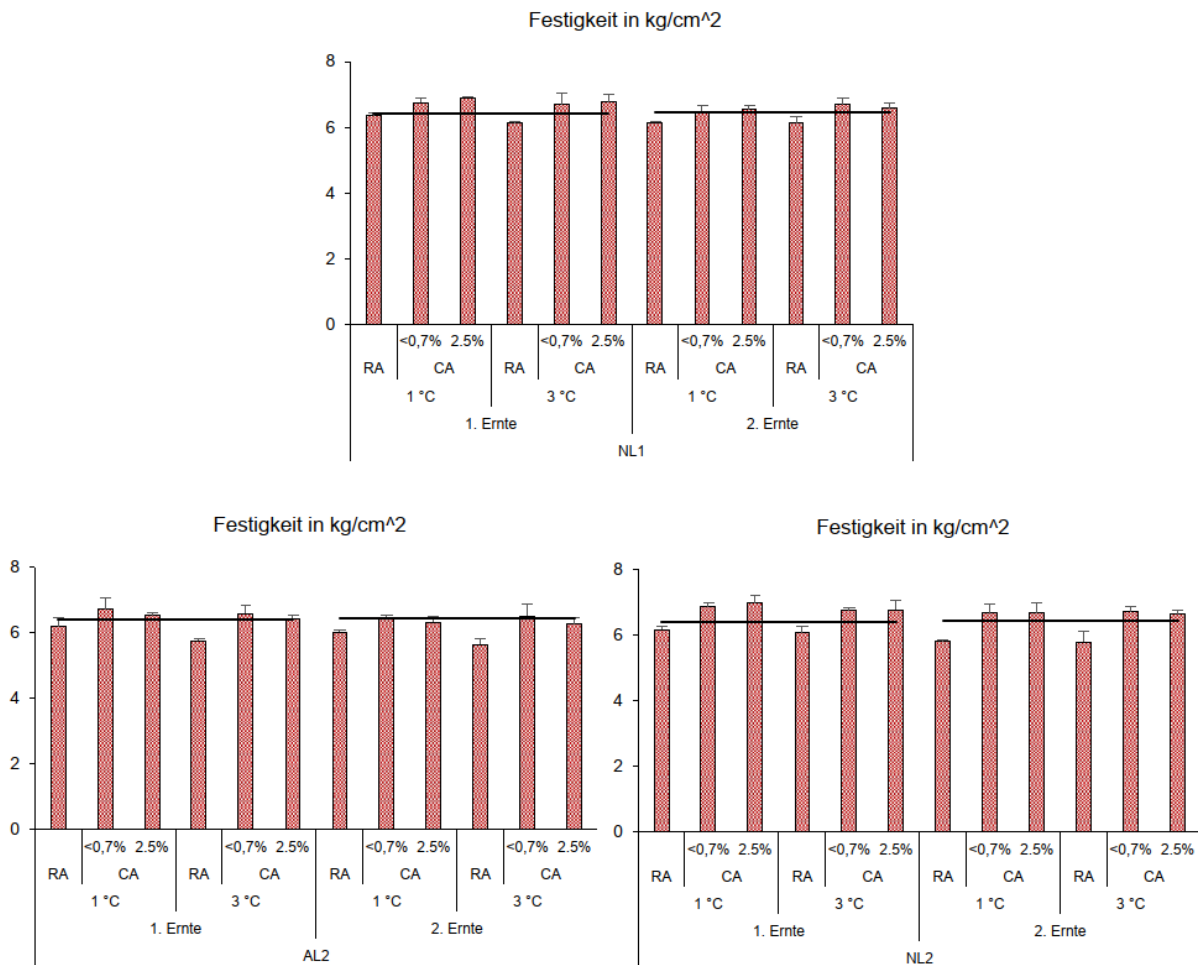 Festigkeit in kg/cm^2
8
6
4
2
0
<0,7% 2.5% <0,7% 2.5% <0,7% 2.5% <0,7% 2.5%
RA CA RA CA RA CA RA CA
1 °C 3 °C 1 °C 3 °C
1. Ernte 2. Ernte
NL1
Festigkeit in kg/cm^2
8
6
4
2
0
<0,7% 2.5% <0,7% 2.5% <0,7% 2.5% <0,7% 2.5%
RA CA RA CA RA CA RA CA
1 °C 3 °C 1 °C 3 °C
1. Ernte 2. Ernte
AL2
Festigkeit in kg/cm^2
8
6
4
2
0
<0,7% 2.5% <0,7% 2.5% <0,7% 2.5% <0,7% 2.5%
RA CA RA CA RA CA RA CA
1 °C 3 °C 1 °C 3 °C
1. Ernte 2. Ernte
NL2